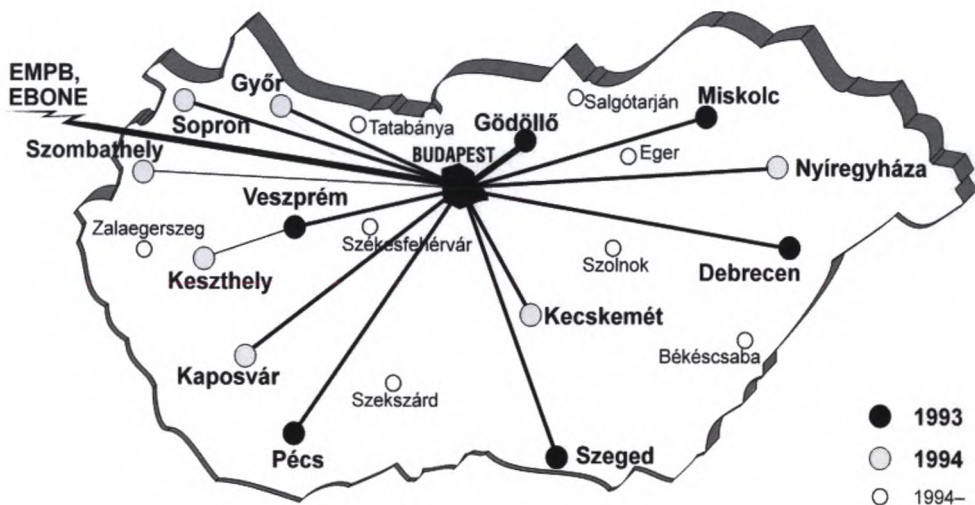 EMPB,
EBONE
Győr
Salgótarján
Miskolc
Sopron
Tatabánya
Gödöllő
Szombathely
BUDAPEST
Eger
Nyíregyháza
Veszprém
Zalaegerszeg
Székesfehérvár
Szolnok
Debrecen
Keszthely
Kecskemét
Békéscsaba
Kaposvár
Szekszárd
1993
Pécs
Szeged
1994
1994–